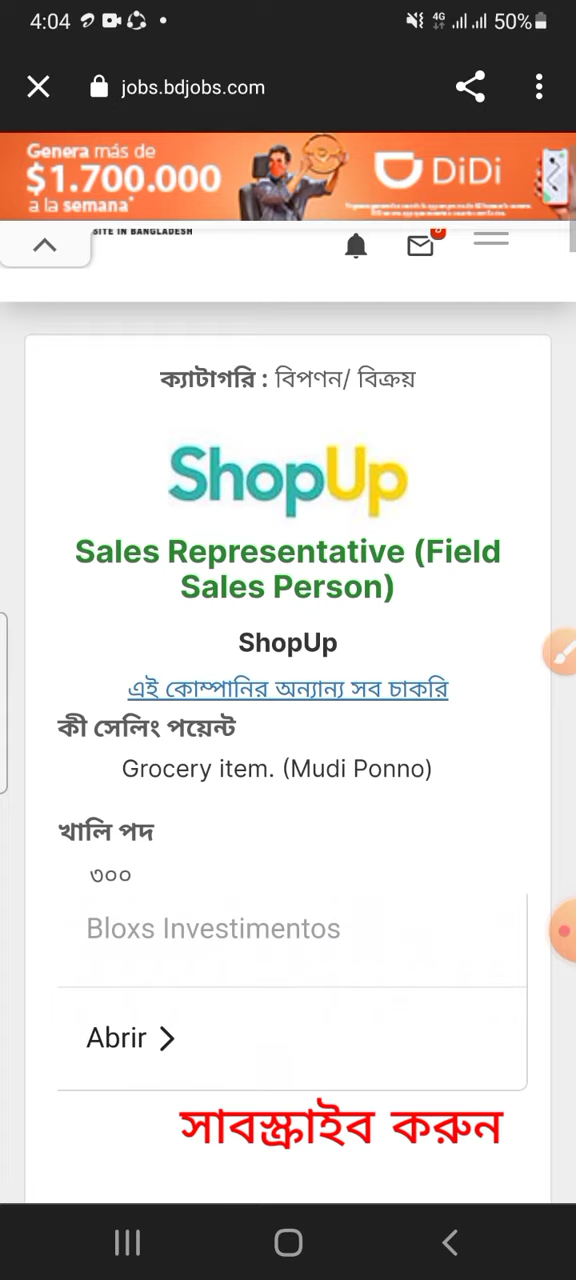 4:04
4G
50%
jobs.bdjobs.com
Genera más de
$1.700.000
a la semana*
DiDi
SITE IN BANGLADESH
ক্যাটাগরি : বিপণন/ বিক্রয়
ShopUp
Sales Representative (Field
Sales Person)
ShopUp
এই কোম্পানির অন্যান্য সব চাকরি
কী সেলিং পয়েন্ট
Grocery item. (Mudi Ponno)
খালি পদ
৩০০
Bloxs Investimentos
Abrir
সাবস্ক্রাইব করুন